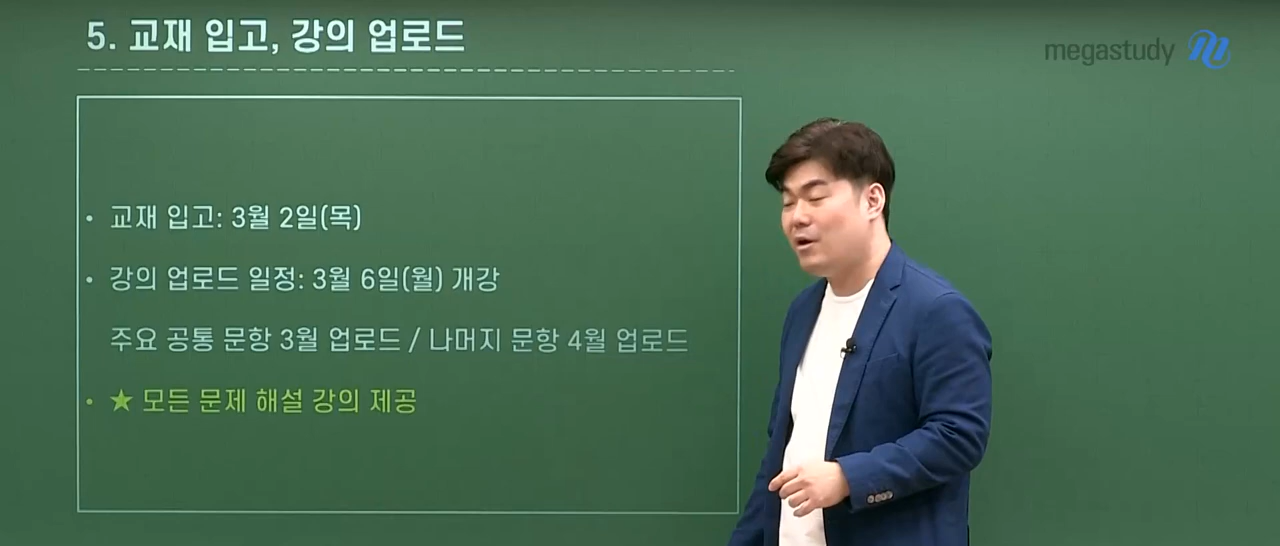 5. 교재 입고, 강의 업로드
megastudy
• 교재 입고: 3월 2일(목)
• 강의 업로드 일정: 3월 6일(월) 개강
주요 공통 문항 3월 업로드 / 나머지 문항 4월 업로드
• ★ 모든 문제 해설 강의 제공